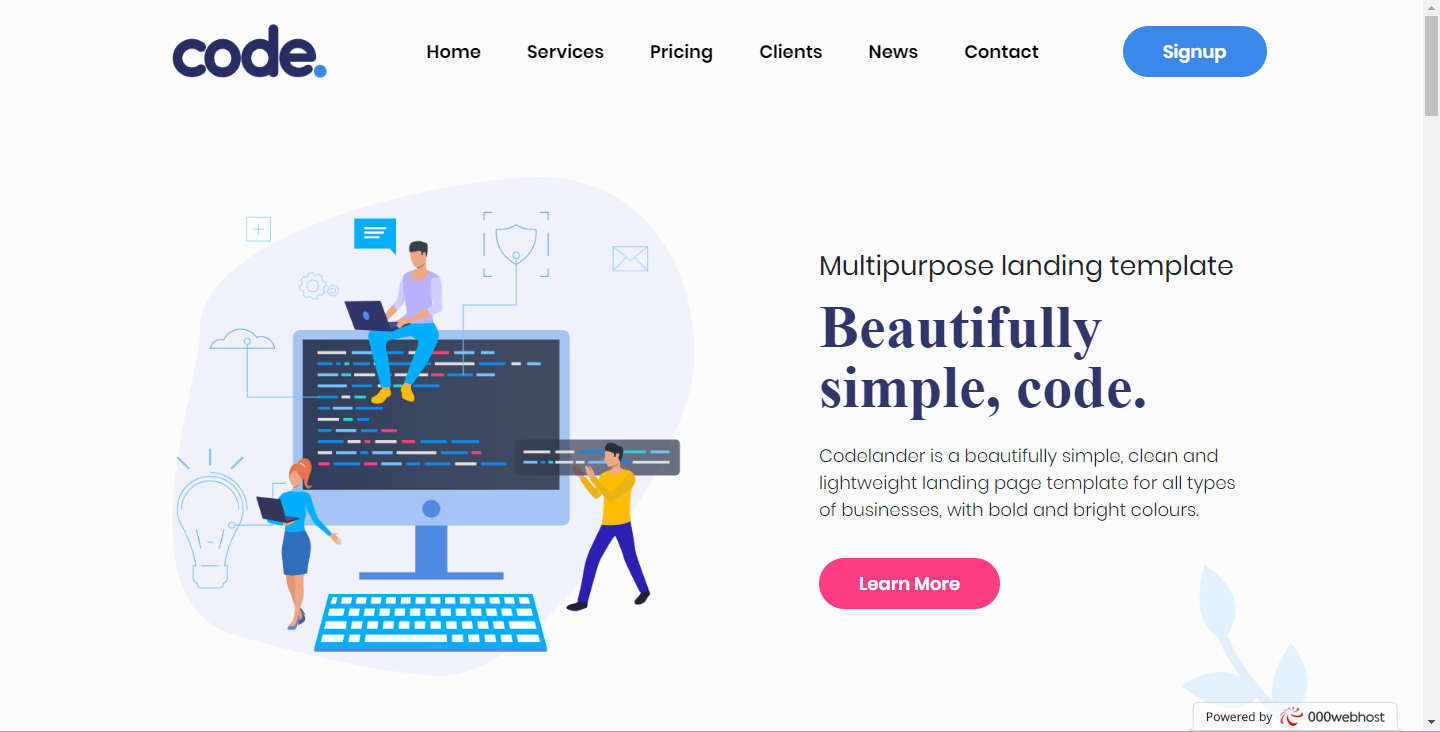 code.
Home Services Pricing Clients News Contact Signup
Multipurpose landing template
Beautifully
simple, code.
Codelander is a beautifully simple, clean and
lightweight landing page template for all types
of businesses, with bold and bright colours.
Learn More
Powered by 000webhost